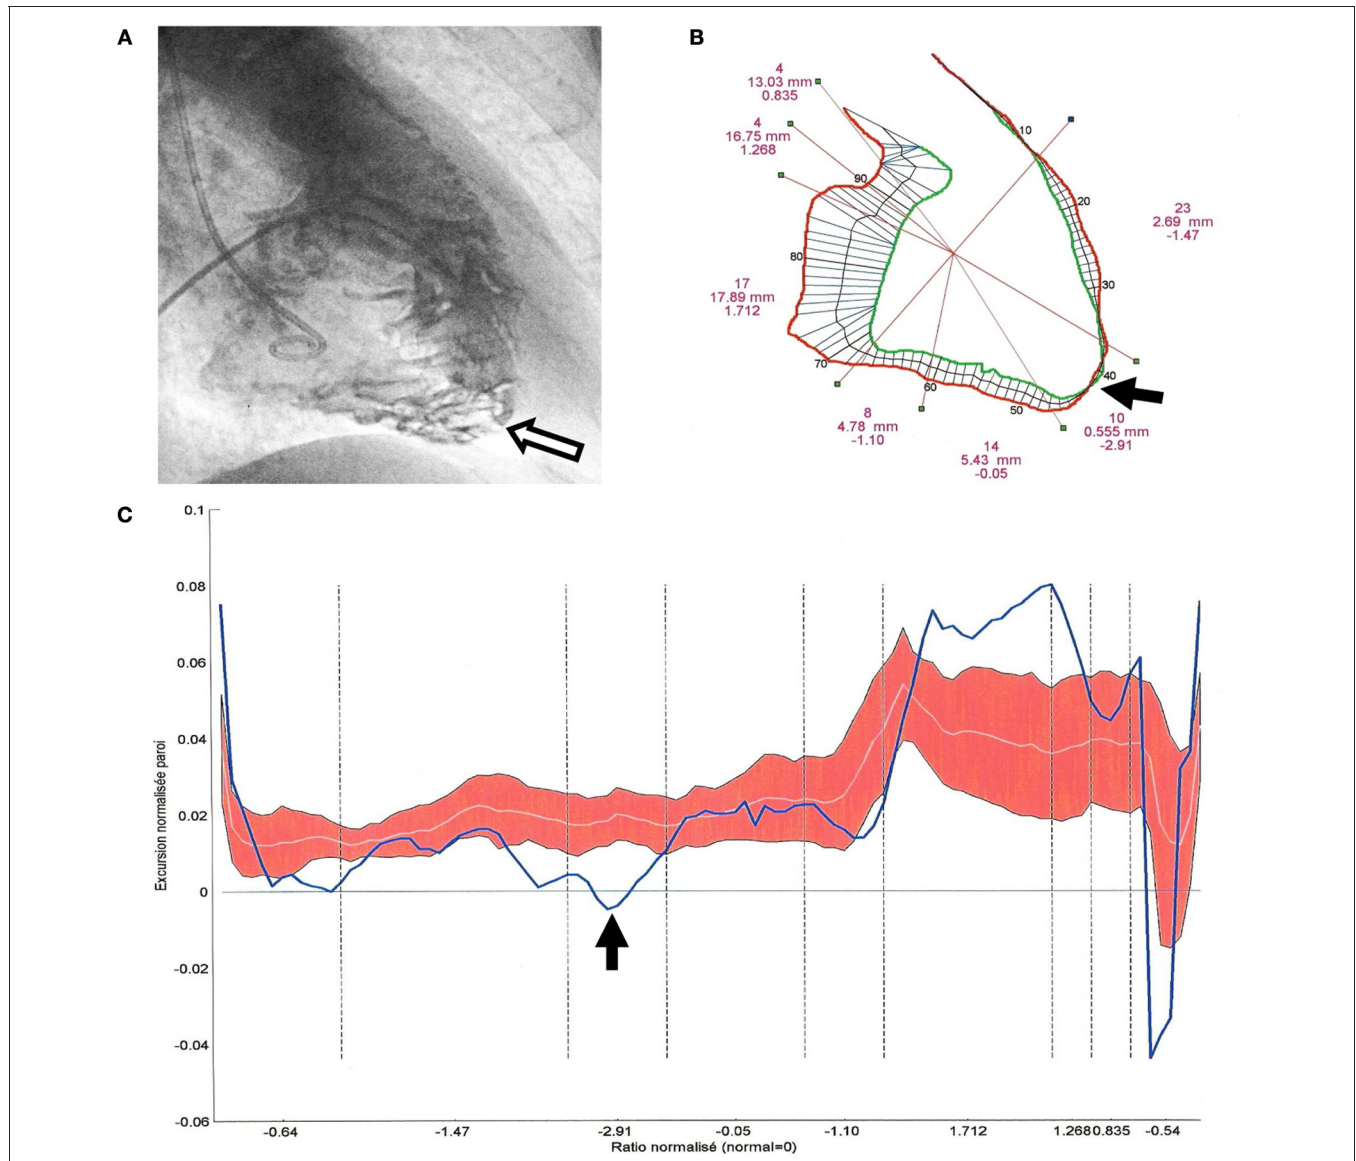 A
B
4
13.03 mm
0.835
4
16.75 mm
1.268
10
90
20
23
2.69 mm
-1.47
80
30
17
17.89 mm
1.712
70
40
60
50
8
4.78 mm
-1.10
10
0.555 mm
-2.91
14
5.43 mm
-0.05
C
0.1
0.08
0.06
0.04
0.02
0
-0.02
-0.04
-0.06
Excursion normalisée paroi
-0.64 -1.47 -2.91 -0.05 -1.10 1.712 1.268 0.835 -0.54
Ratio normalisé (normal=0)